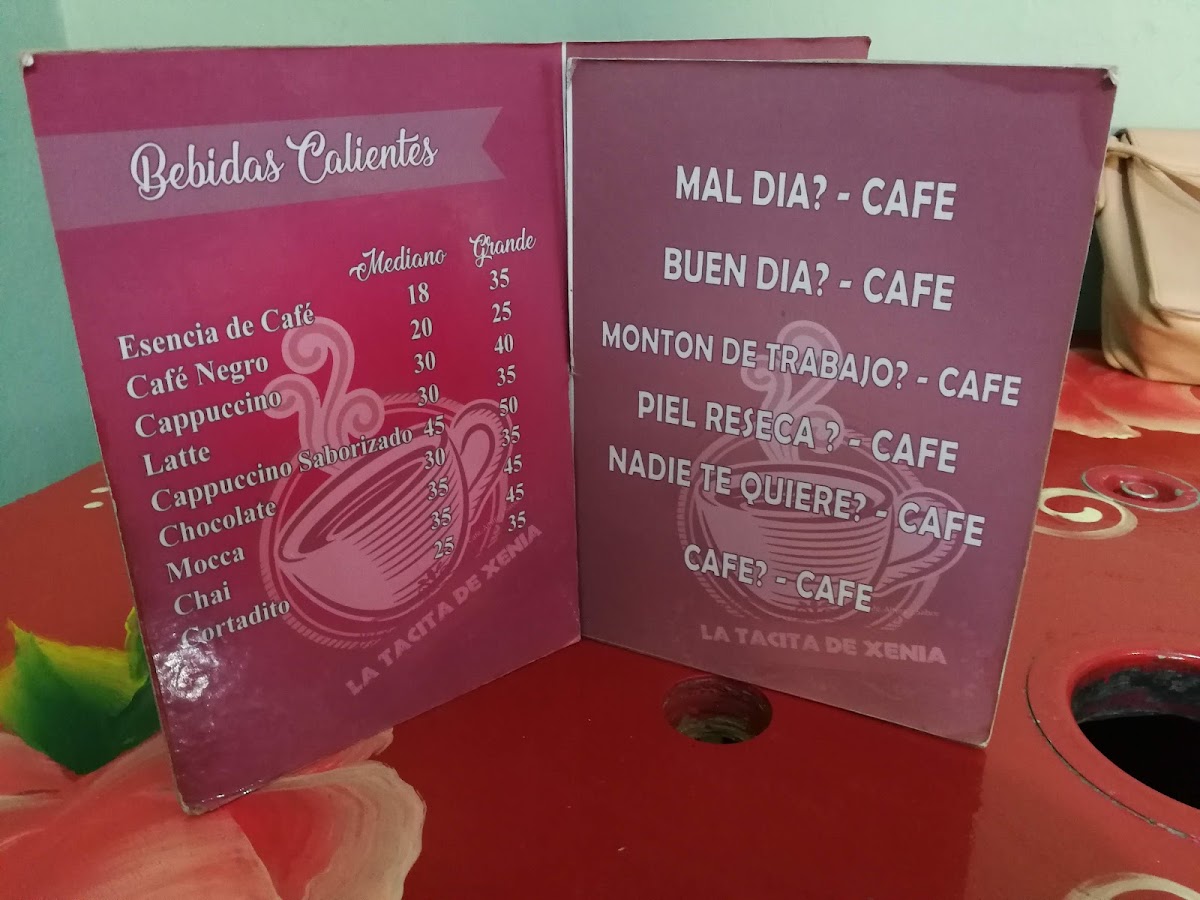 Bebidas Calientes
Mediano Grande
Esencia de Café 18 35
Café Negro 20 25
Cappuccino 30 40
Latte 30 35
Cappuccino Saborizado 45 50
Chocolate 30 35
Mocca 35 45
Chai 35 45
Cortadito 25 35
LA TACITA DE XENIA
MAL DIA? - CAFE
BUEN DIA? - CAFE
MONTON DE TRABAJO? - CAFE
PIEL RESECA ? - CAFE
NADIE TE QUIERE? - CAFE
CAFE? - CAFE
LA TACITA DE XENIA